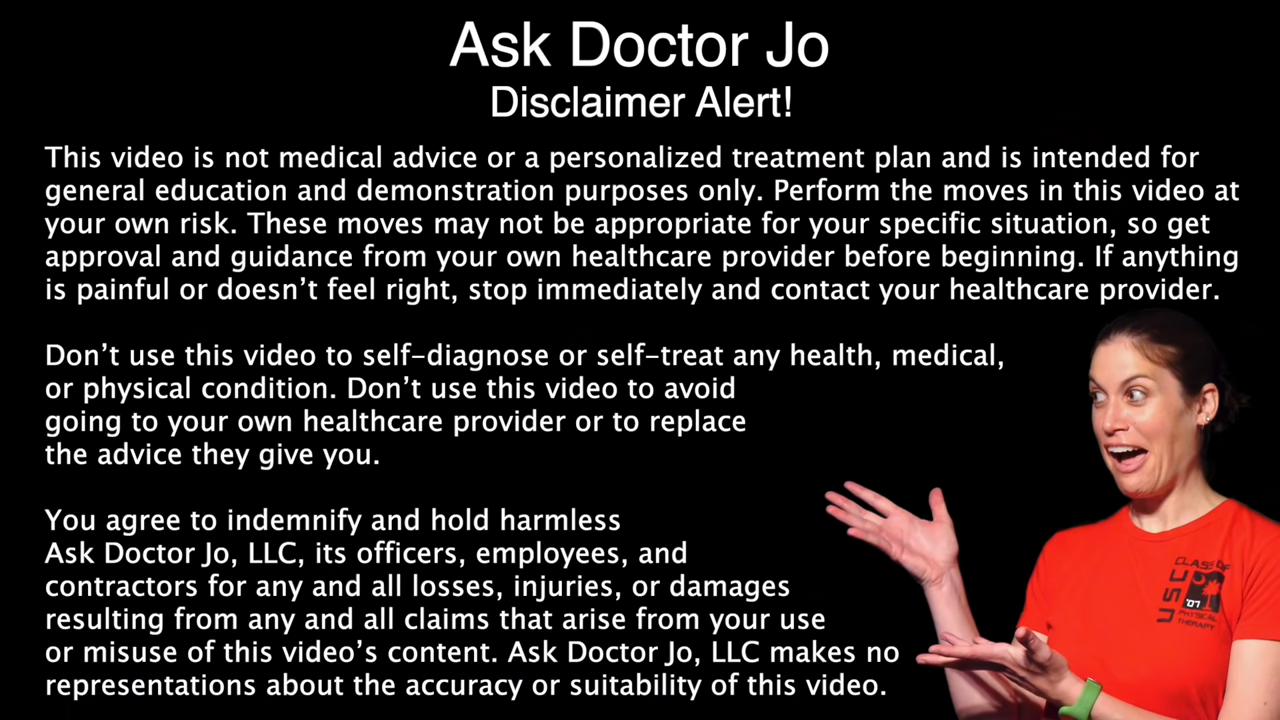 Ask Doctor Jo
Disclaimer Alert!
This video is not medical advice or a personalized treatment plan and is intended for
general education and demonstration purposes only. Perform the moves in this video at
your own risk. These moves may not be appropriate for your specific situation, so get
approval and guidance from your own healthcare provider before beginning. If anything
is painful or doesn't feel right, stop immediately and contact your healthcare provider.
Don't use this video to self-diagnose or self-treat any health, medical,
or physical condition. Don't use this video to avoid
going to your own healthcare provider or to replace
the advice they give you.
You agree to indemnify and hold harmless
Ask Doctor Jo, LLC, its officers, employees, and
contractors for any and all losses, injuries, or damages
resulting from any and all claims that arise from your use
or misuse of this video's content. Ask Doctor Jo, LLC makes no
representations about the accuracy or suitability of this video.
CLASS OF
USC
'07
PHYSICAL
THERAPY